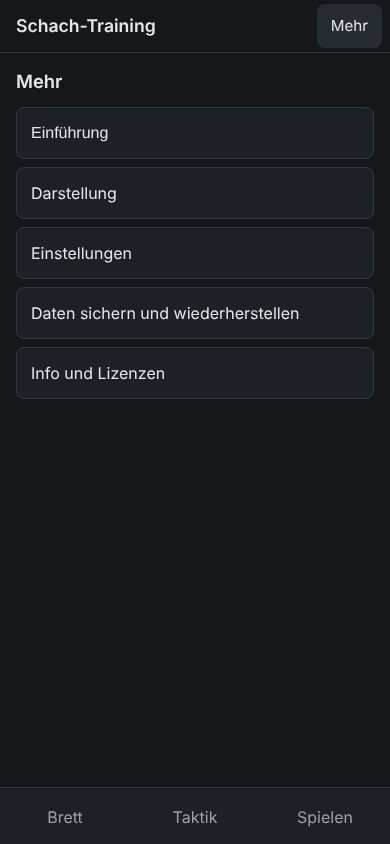 Schach-Training
Mehr
Mehr
Einführung
Darstellung
Einstellungen
Daten sichern und wiederherstellen
Info und Lizenzen
Brett
Taktik
Spielen